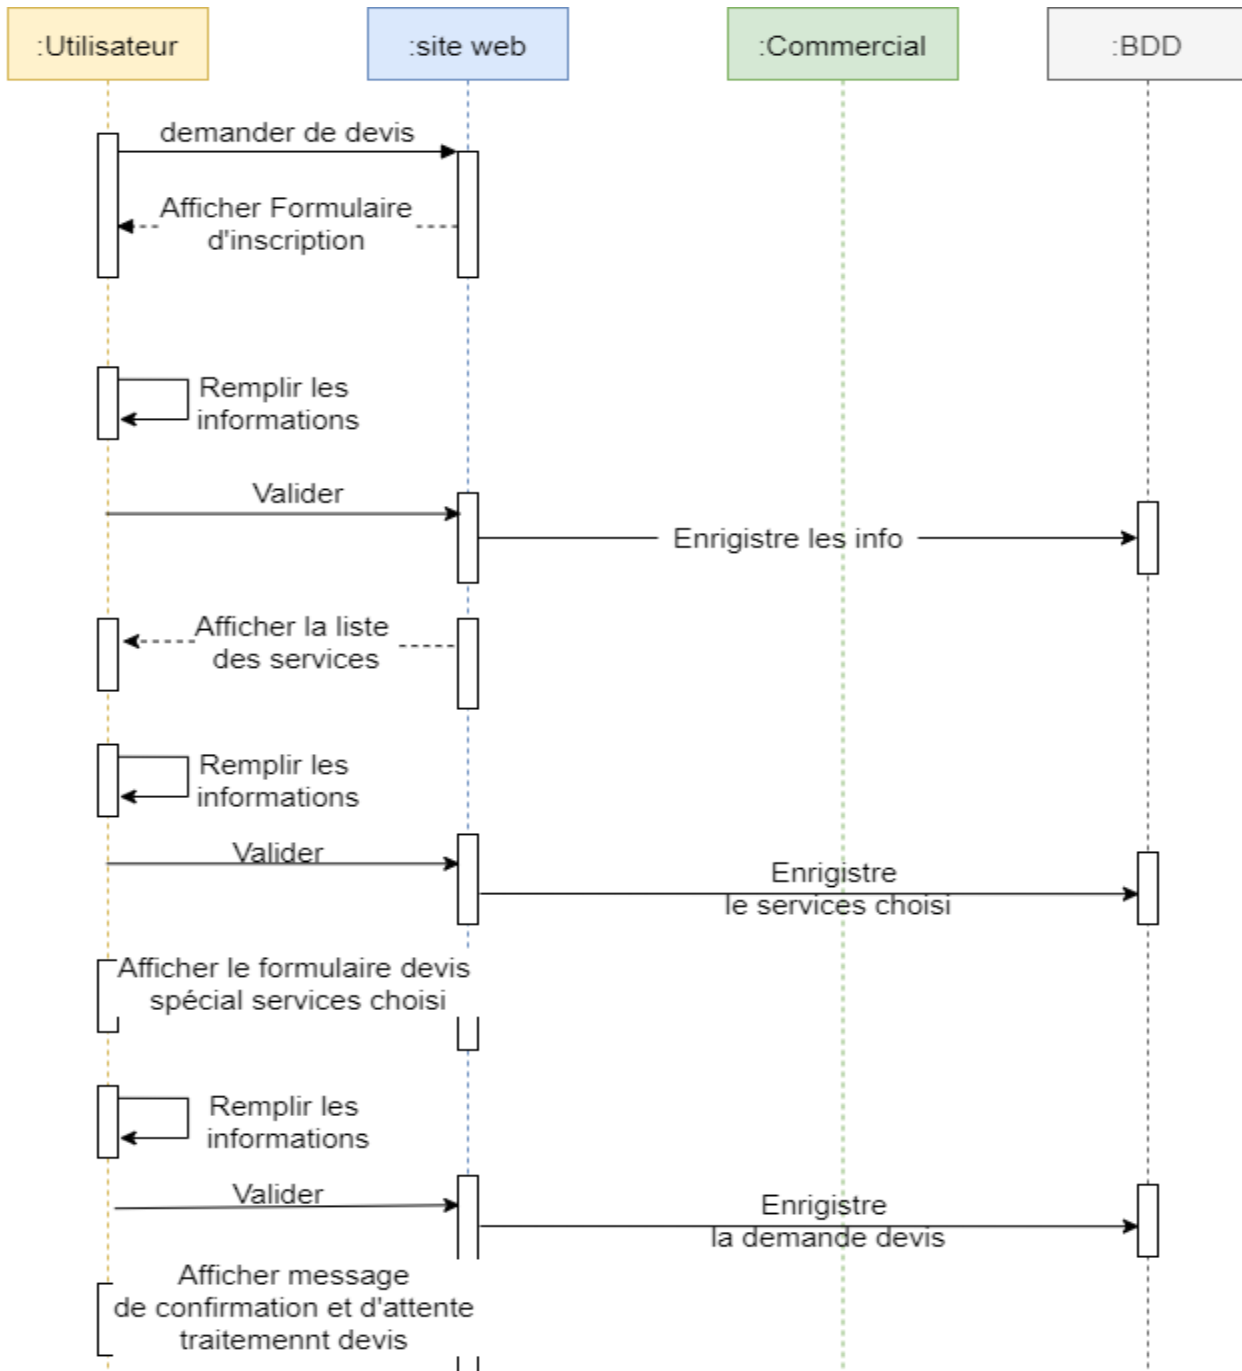 :Utilisateur
:site web
:Commercial
:BDD
demander de devis
Afficher Formulaire
d'inscription
Remplir les
informations
Valider
Enrigistre les info
Afficher la liste
des services
Remplir les
informations
Valider
Enrigistre
le services choisi
Afficher le formulaire devis
spécial services choisi
Remplir les
informations
Valider
Enrigistre
la demande devis
Afficher message
de confirmation et d'attente
traitemennt devis